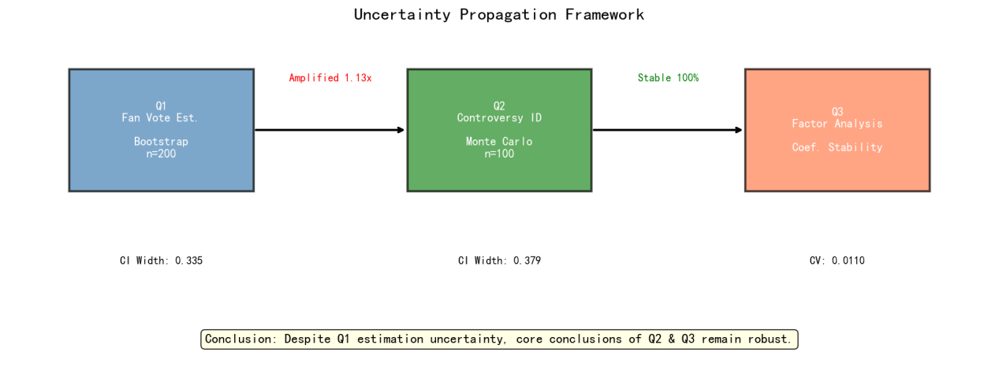 Uncertainty Propagation Framework
Amplified 1.13x
Stable 100%
Q1
Fan Vote Est.
Bootstrap
n=200
Q2
Controversy ID
Monte Carlo
n=100
Q3
Factor Analysis
Coef. Stability
CI Width: 0.335
CI Width: 0.379
CV: 0.0110
Conclusion: Despite Q1 estimation uncertainty, core conclusions of Q2 & Q3 remain robust.